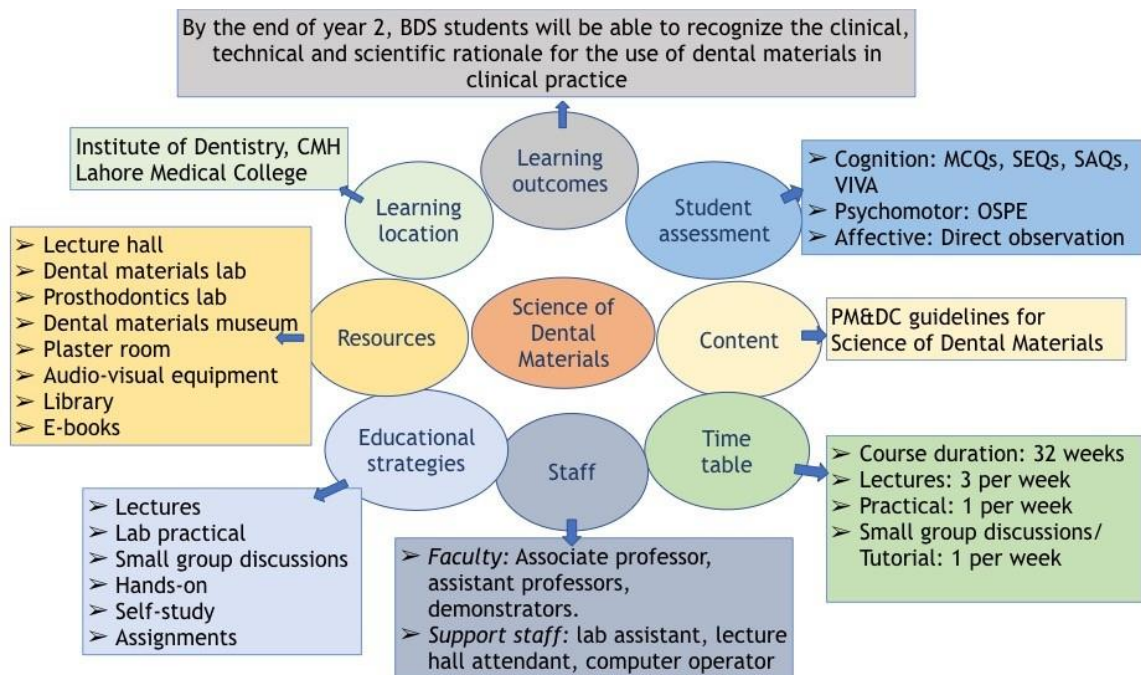 By the end of year 2, BDS students will be able to recognize the clinical,
technical and scientific rationale for the use of dental materials in
clinical practice
Institute of Dentistry, CMH
Lahore Medical College
Learning
outcomes
➢ Cognition: MCQs, SEQs, SAQs,
VIVA
➢ Psychomotor: OSPE
➢ Affective: Direct observation
Learning
location
Student
assessment
➢ Lecture hall
➢ Dental materials lab
➢ Prosthodontics lab
➢ Dental materials museum
➢ Plaster room
➢ Audio-visual equipment
➢ Library
➢ E-books
Resources
Science of
Dental
Materials
Content
PM&DC guidelines for
Science of Dental Materials
Educational
strategies
Staff
Time
table
➢ Course duration: 32 weeks
➢ Lectures: 3 per week
➢ Practical: 1 per week
➢ Small group discussions/
Tutorial: 1 per week
➢ Lectures
➢ Lab practical
➢ Small group discussions
➢ Hands-on
➢ Self-study
➢ Assignments
➢ Faculty: Associate professor,
assistant professors,
demonstrators.
➢ Support staff: lab assistant, lecture
hall attendant, computer operator